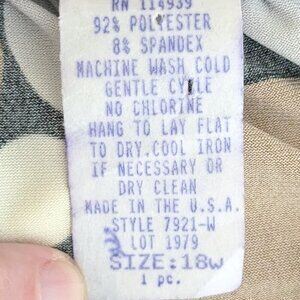 RN 114939
92% POLYESTER
8% SPANDEX
MACHINE WASH COLD
GENTLE CYCLE
NO CHLORINE
HANG TO LAY FLAT
TO DRY.COOL IRON
IF NECESSARY OR
DRY CLEAN
MADE IN THE U.S.A.
STYLE 7921-W
LOT 1979
SIZE:18W
1 pc.